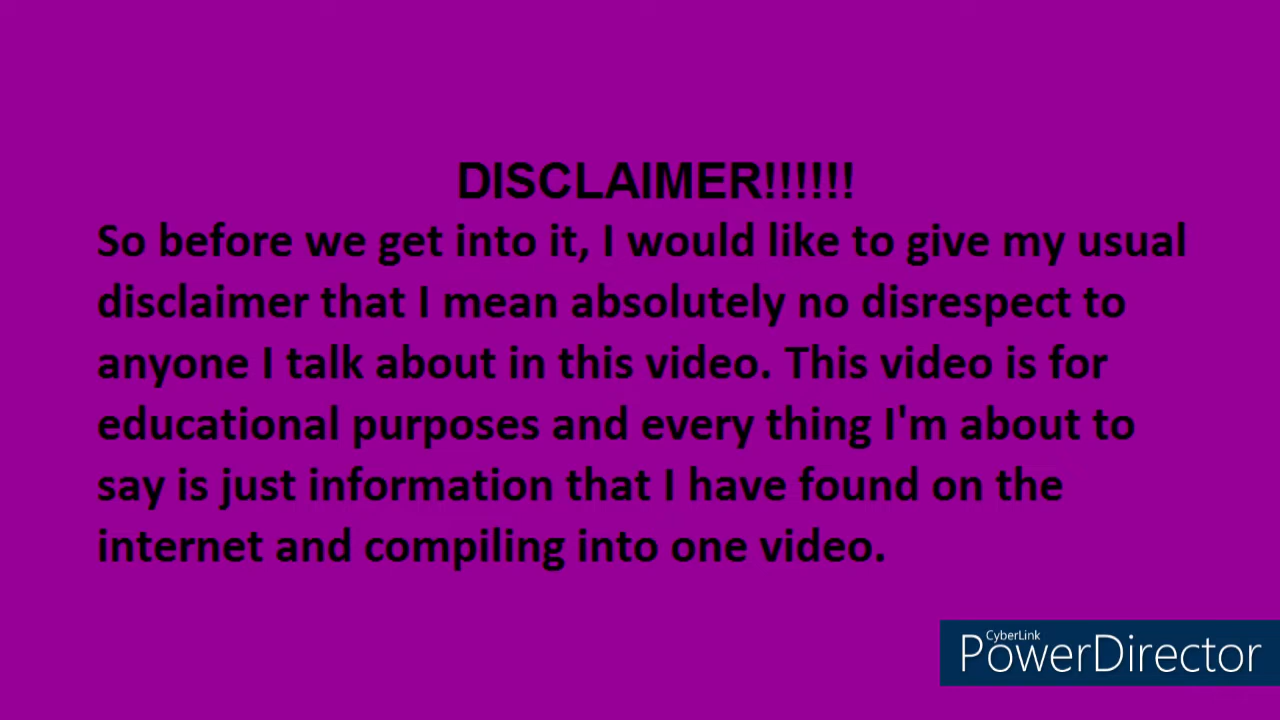 DISCLAIMER!!!!!!
So before we get into it, I would like to give my usual
disclaimer that I mean absolutely no disrespect to
anyone I talk about in this video. This video is for
educational purposes and every thing I'm about to
say is just information that I have found on the
internet and compiling into one video.
CyberLink
PowerDirector